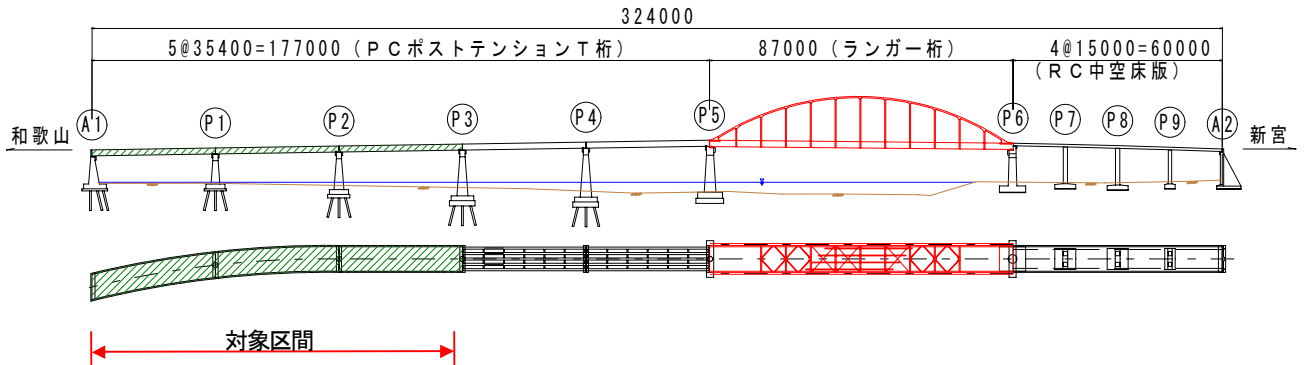 324000
5@35400=177000（ＰＣポストテンションＴ桁）
87000（ランガー桁）
4@15000=60000
（ＲＣ中空床版）
和歌山
A1
P1
P2
P3
P4
P5
P6
P7
P8
P9
A2
新宮
対象区間